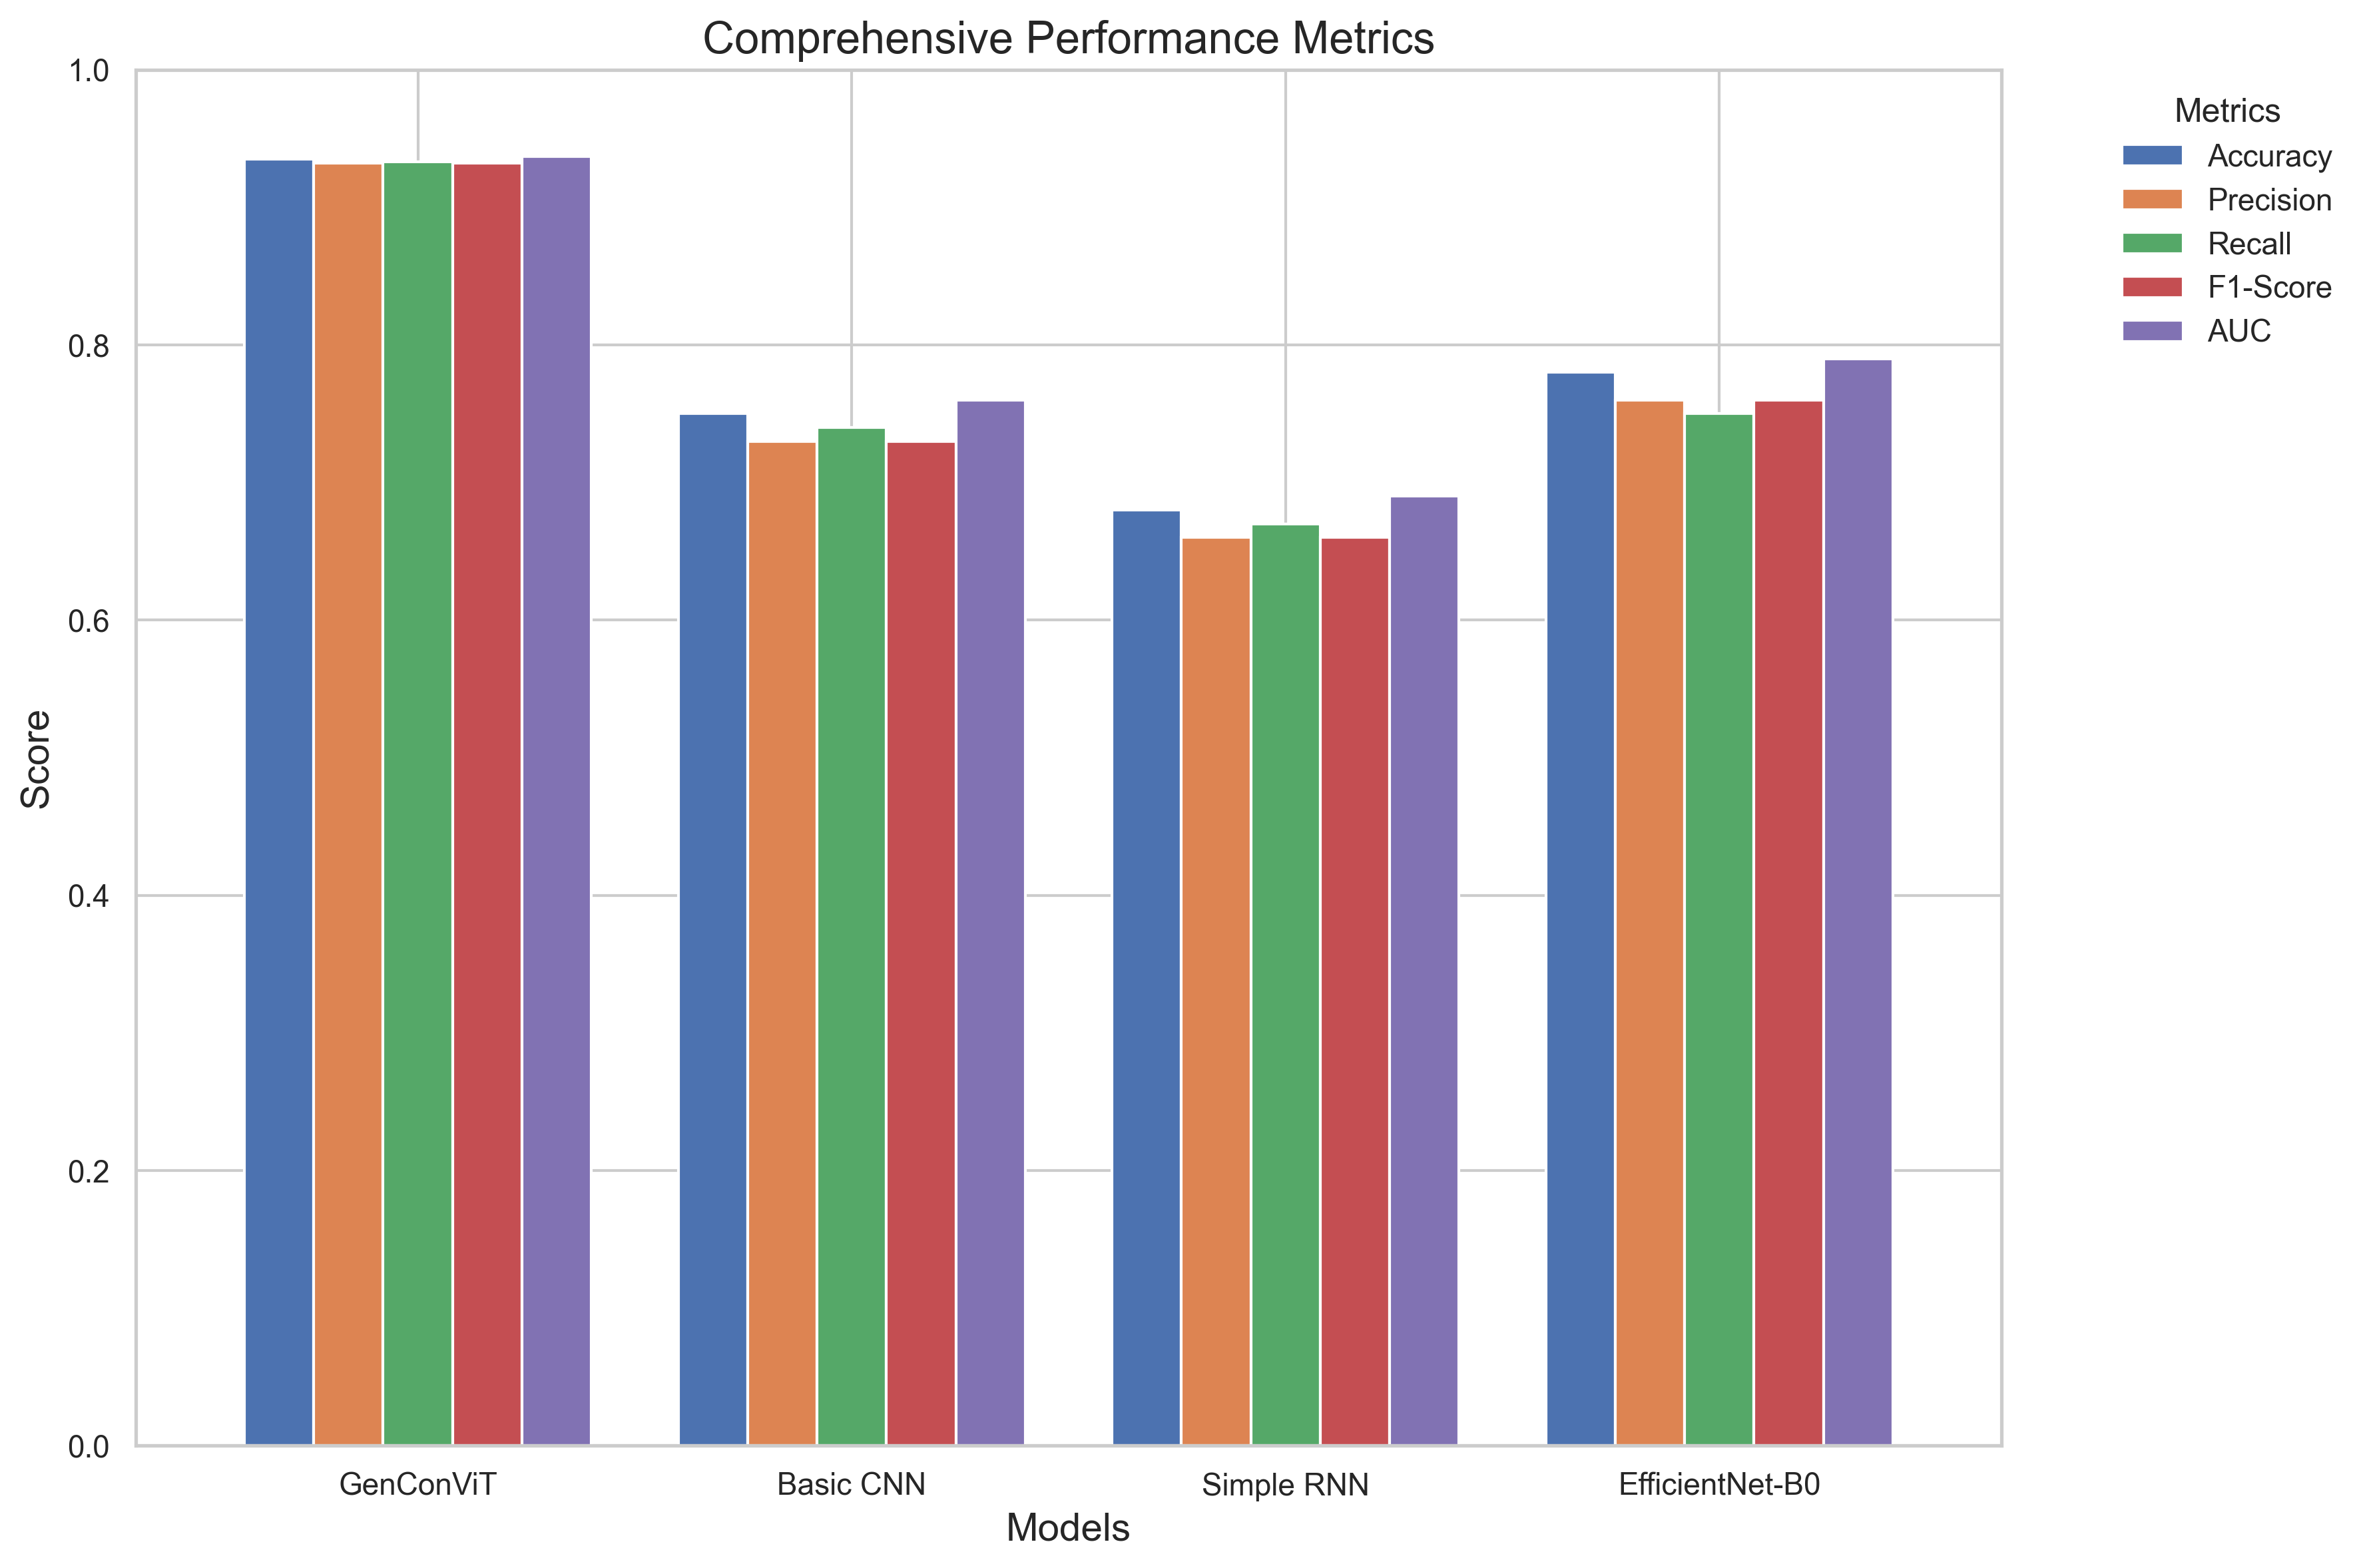 Comprehensive Performance Metrics
1.0
0.8
0.6
0.4
0.2
0.0
Score
GenConViT
Basic CNN
Simple RNN
EfficientNet-B0
Models
Metrics
Accuracy
Precision
Recall
F1-Score
AUC